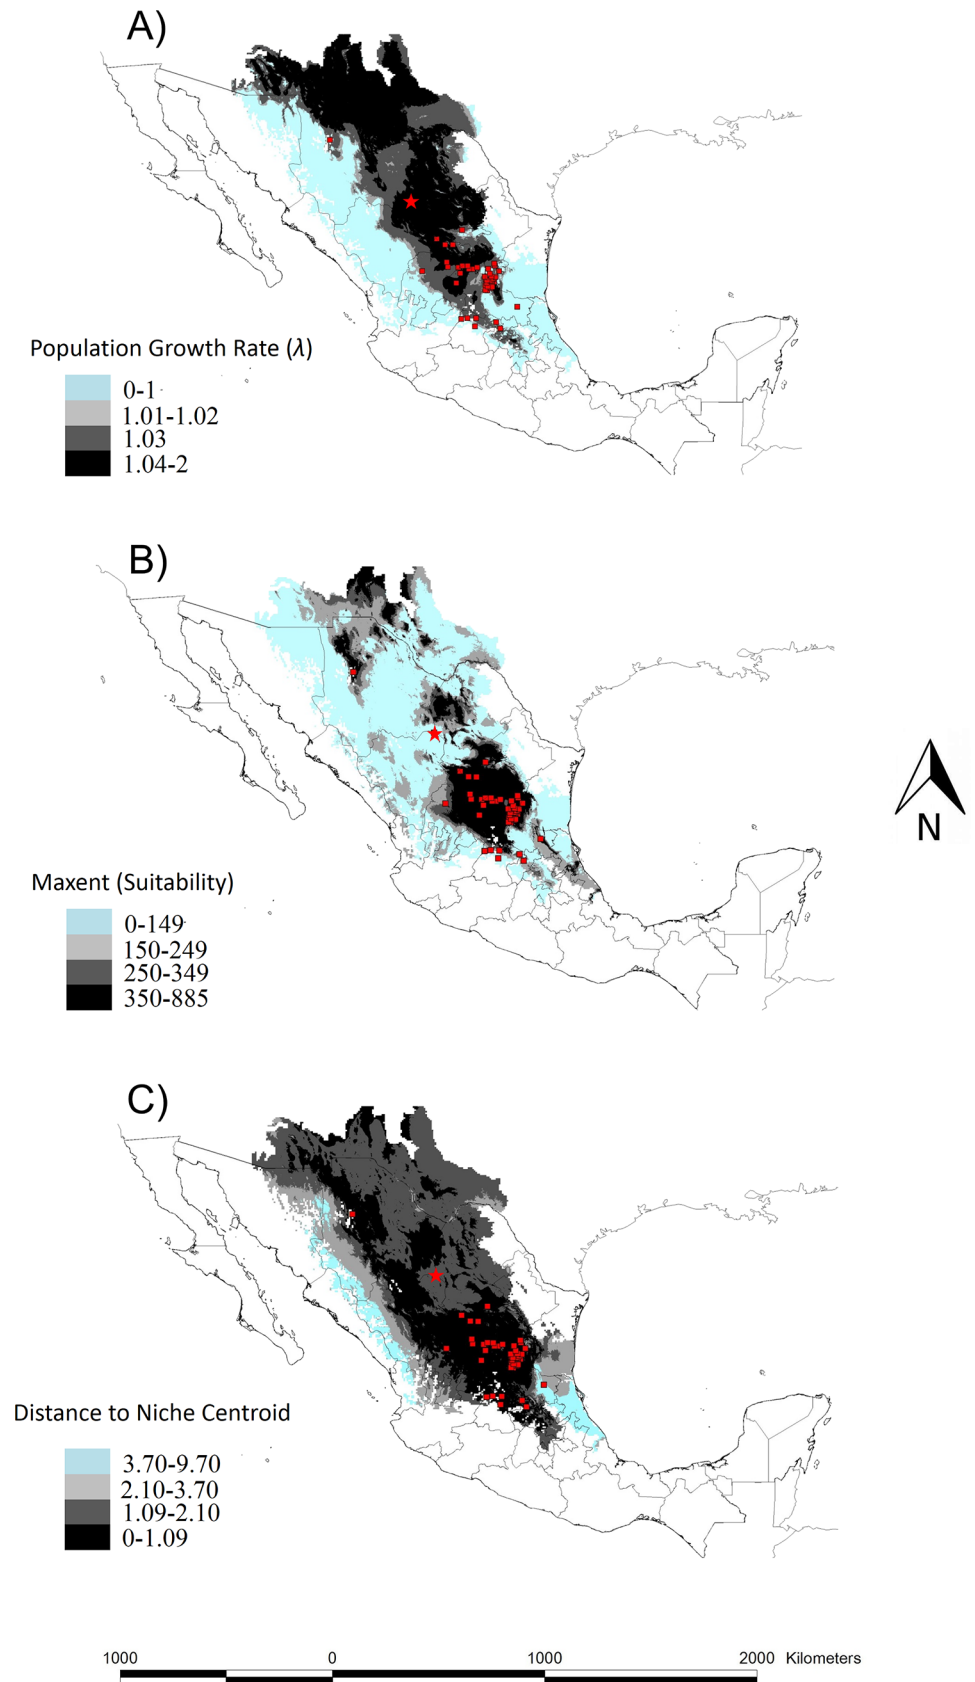 A)
Population Growth Rate (λ)
0-1
1.01-1.02
1.03
1.04-2
B)
N
Maxent (Suitability)
0-149
150-249
250-349
350-885
C)
Distance to Niche Centroid
3.70-9.70
2.10-3.70
1.09-2.10
0-1.09
1000 0 1000 2000 Kilometers